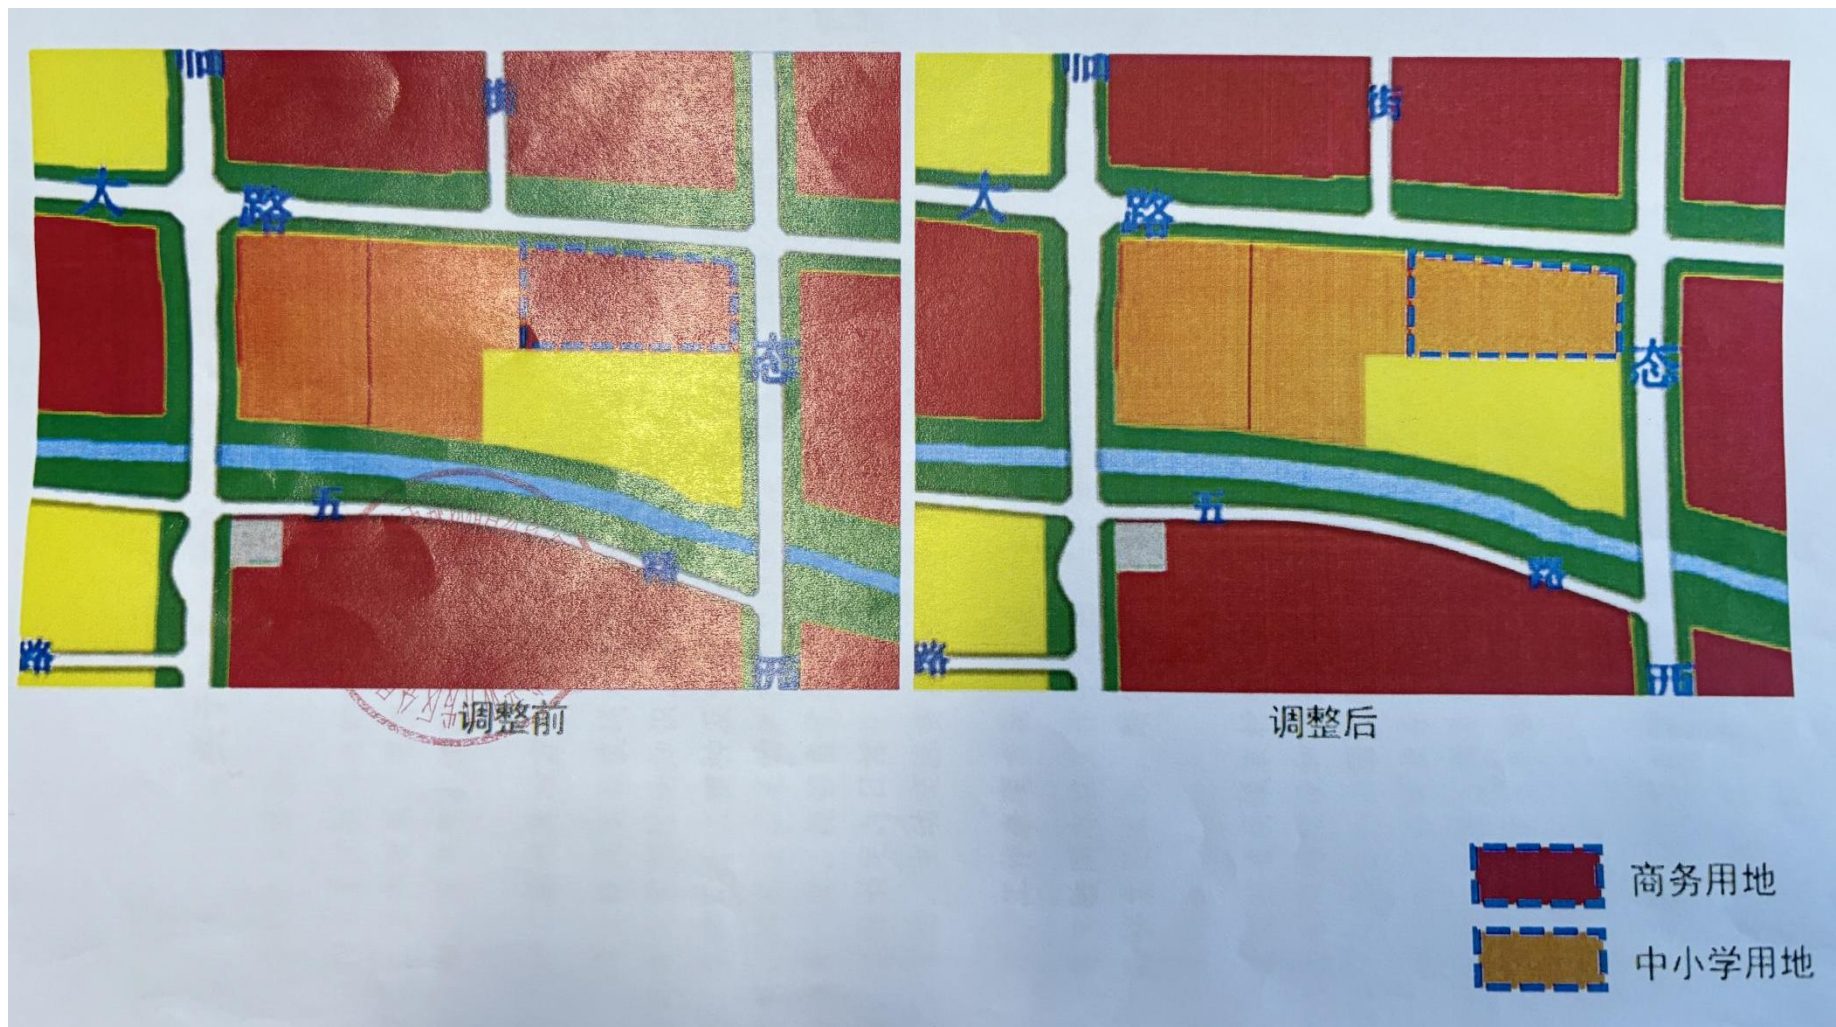 街
大
路
态
五
路
路
街
大
路
态
五
路
路
调整前
调整后
商务用地
中小学用地